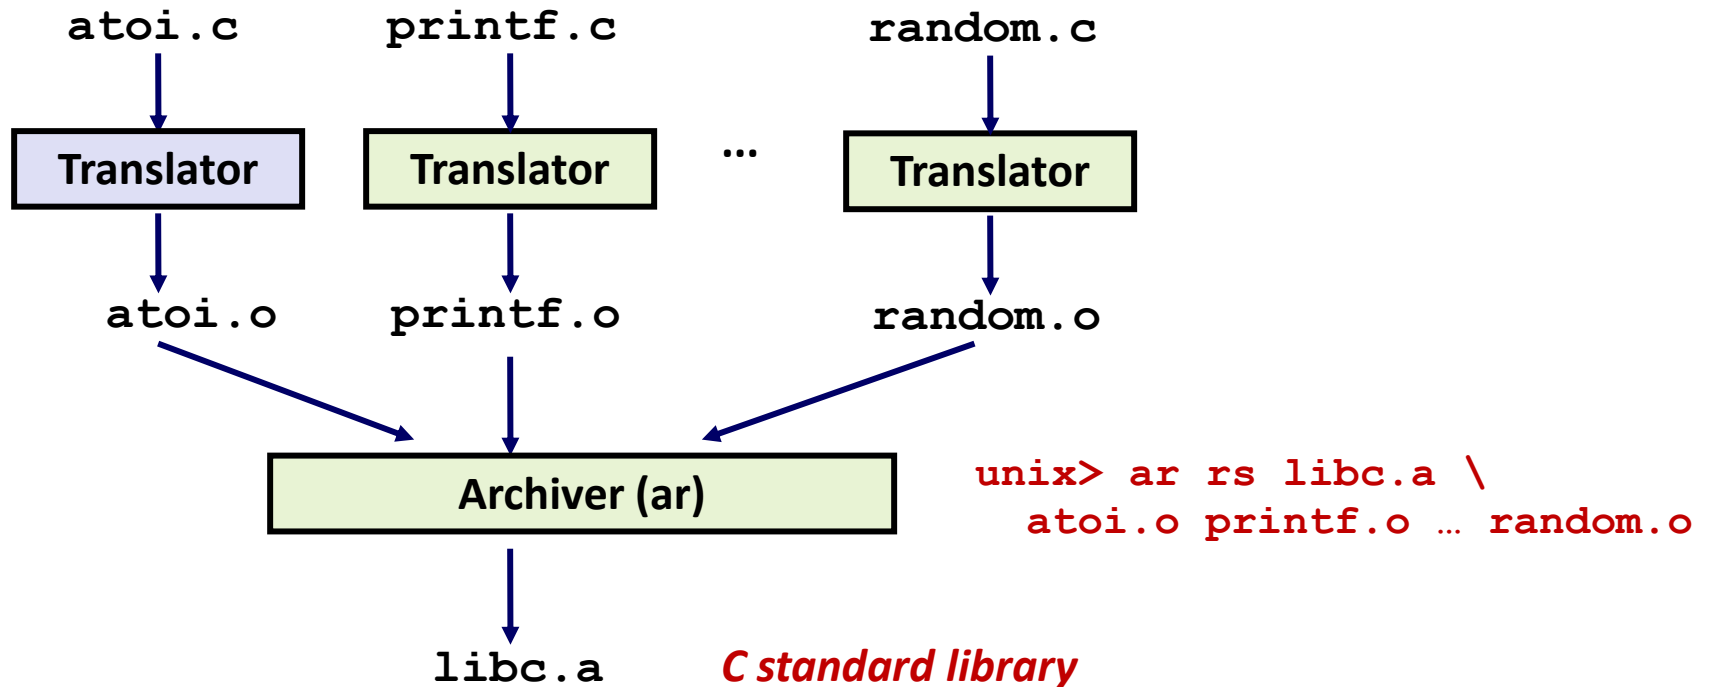 atoi.c printf.c random.c
Translator Translator … Translator
atoi.o printf.o random.o
Archiver (ar)
unix> ar rs libc.a \
atoi.o printf.o … random.o
libc.a C standard library